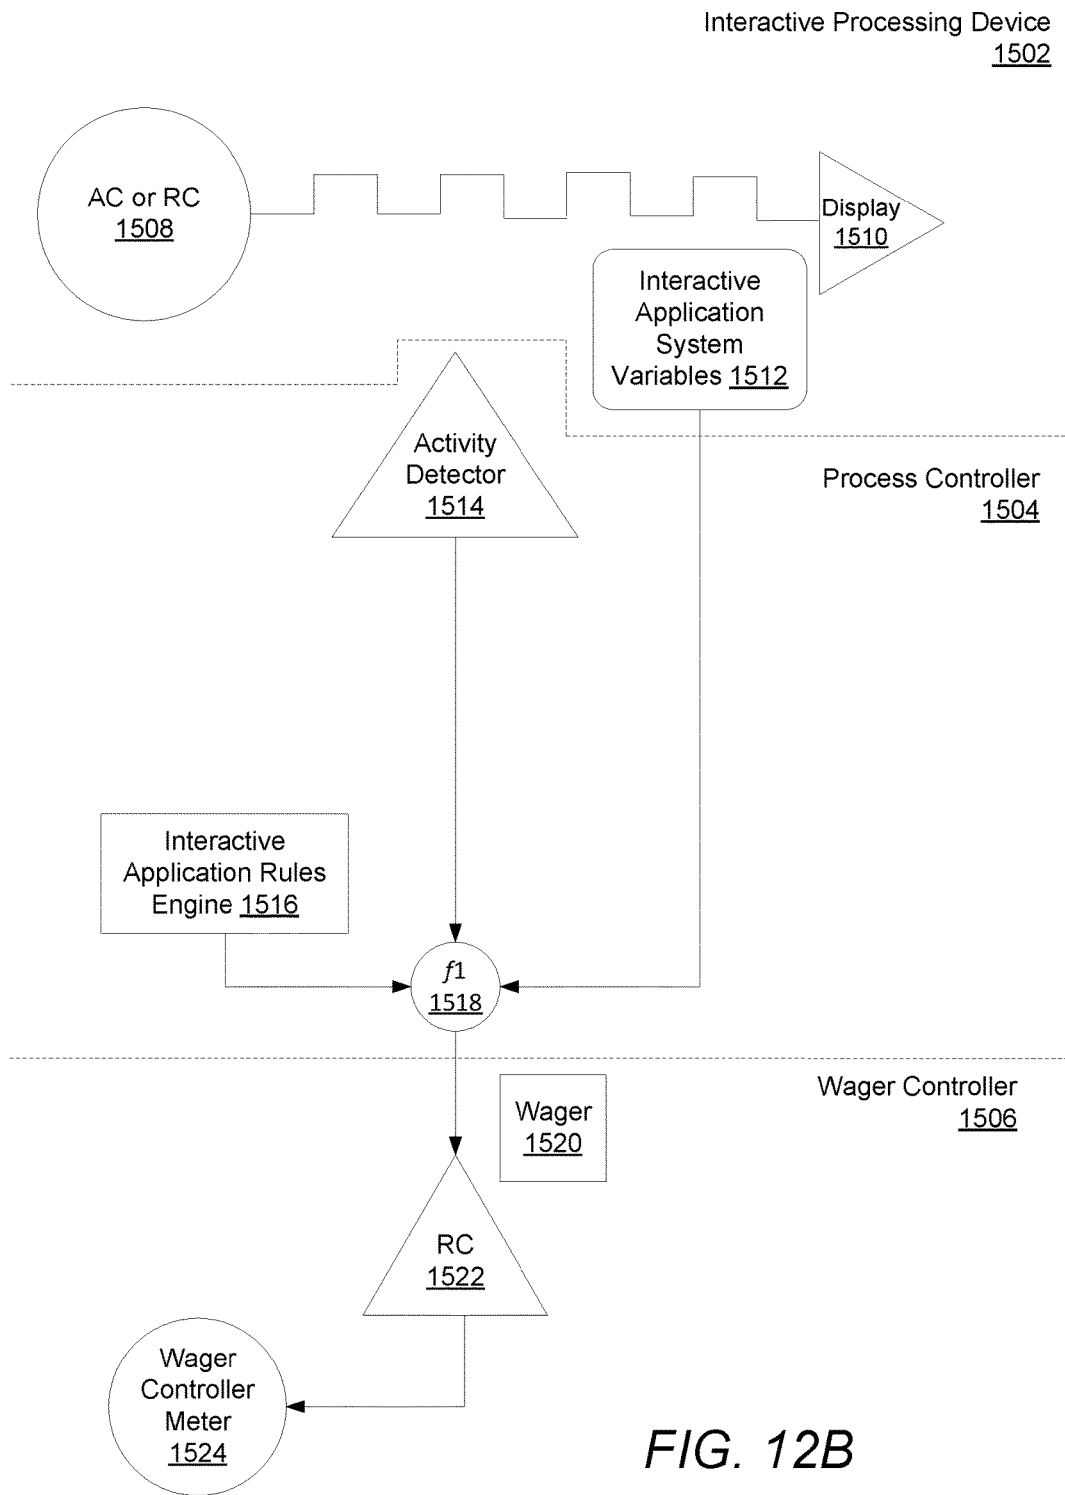 Interactive Processing Device
1502
AC or RC
1508
Display
1510
Interactive
Application
System
Variables 1512
Activity
Detector
1514
Process Controller
1504
Interactive
Application Rules
Engine 1516
f1
1518
Wager Controller
1506
Wager
1520
RC
1522
Wager
Controller
Meter
1524
FIG. 12B